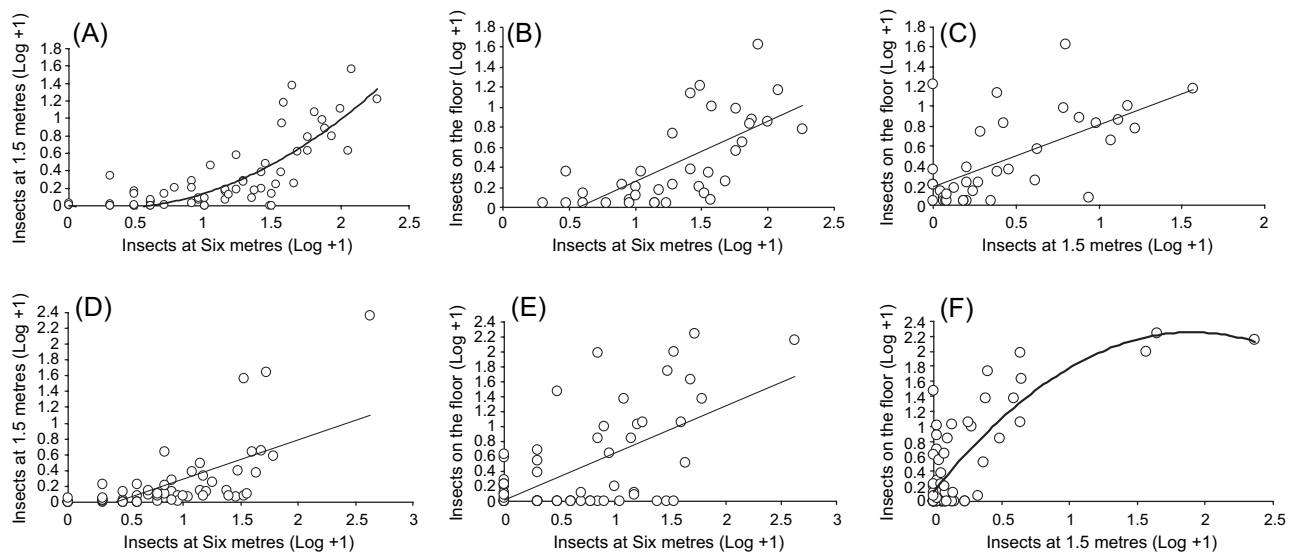 (A)
Insects at 1.5 metres (Log +1)
1.8
1.6
1.4
1.2
1
0.8
0.6
0.4
0.2
0
0 0.5 1 1.5 2 2.5
Insects at Six metres (Log +1)
(B)
Insects on the floor (Log +1)
1.8
1.6
1.4
1.2
1
0.8
0.6
0.4
0.2
0
0 0.5 1 1.5 2 2.5
Insects at Six metres (Log +1)
(C)
Insects on the floor (Log +1)
1.8
1.6
1.4
1.2
1
0.8
0.6
0.4
0.2
0
0 0.5 1 1.5 2
Insects at 1.5 metres (Log +1)
(D)
Insects at 1.5 metres (Log +1)
2.4
2.2
2
1.8
1.6
1.4
1.2
1
0.8
0.6
0.4
0.2
0
0 0.5 1 1.5 2 2.5 3
Insects at Six metres (Log +1)
(E)
Insects on the floor (Log +1)
2.4
2.2
2
1.8
1.6
1.4
1.2
1
0.8
0.6
0.4
0.2
0
0 0.5 1 1.5 2 2.5 3
Insects at Six metres (Log +1)
(F)
Insects on the floor (Log +1)
2.4
2.2
2
1.8
1.6
1.4
1.2
1
0.8
0.6
0.4
0.2
0
0 0.5 1 1.5 2 2.5
Insects at 1.5 metres (Log +1)